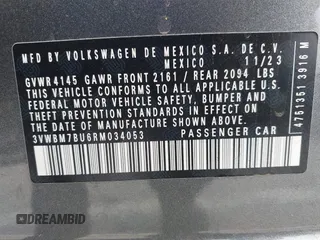 MFD BY VOLKSWAGEN DE MEXICO S.A. DE C.V.
MEXICO 11/23
GVWR4145 GAWR FRONT 2161 / REAR 2094 LBS
THIS VEHICLE CONFORMS TO ALL APPLICABLE U.S.
FEDERAL MOTOR VEHICLE SAFETY, BUMPER, AND
THEFT PREVENTION STANDARDS IN EFFECT ON THE
DATE OF MANUFACTURE SHOWN ABOVE
3VWBM7BU6RM034053 PASSENGER CAR
4751351 3916 M
© DREAMBID